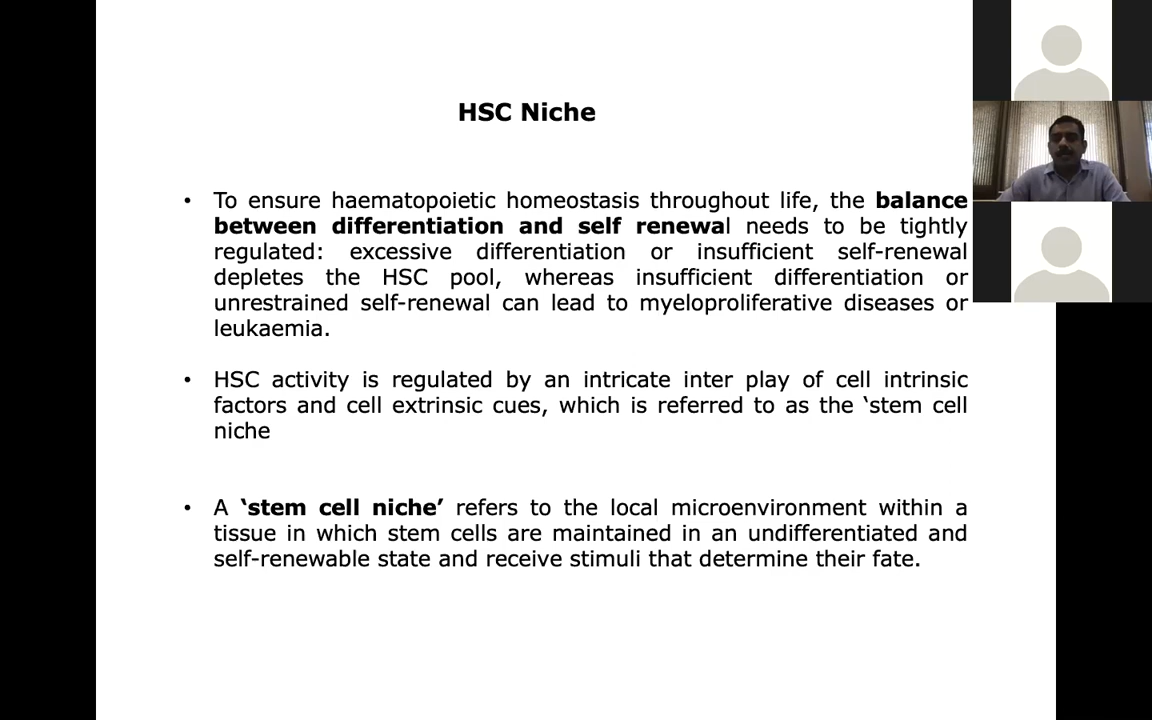 HSC Niche
• To ensure haematopoietic homeostasis throughout life, the balance
between differentiation and self renewal needs to be tightly
regulated: excessive differentiation or insufficient self-renewal
depletes the HSC pool, whereas insufficient differentiation or
unrestrained self-renewal can lead to myeloproliferative diseases or
leukaemia.
• HSC activity is regulated by an intricate inter play of cell intrinsic
factors and cell extrinsic cues, which is referred to as the ‘stem cell
niche
• A ‘stem cell niche’ refers to the local microenvironment within a
tissue in which stem cells are maintained in an undifferentiated and
self-renewable state and receive stimuli that determine their fate.